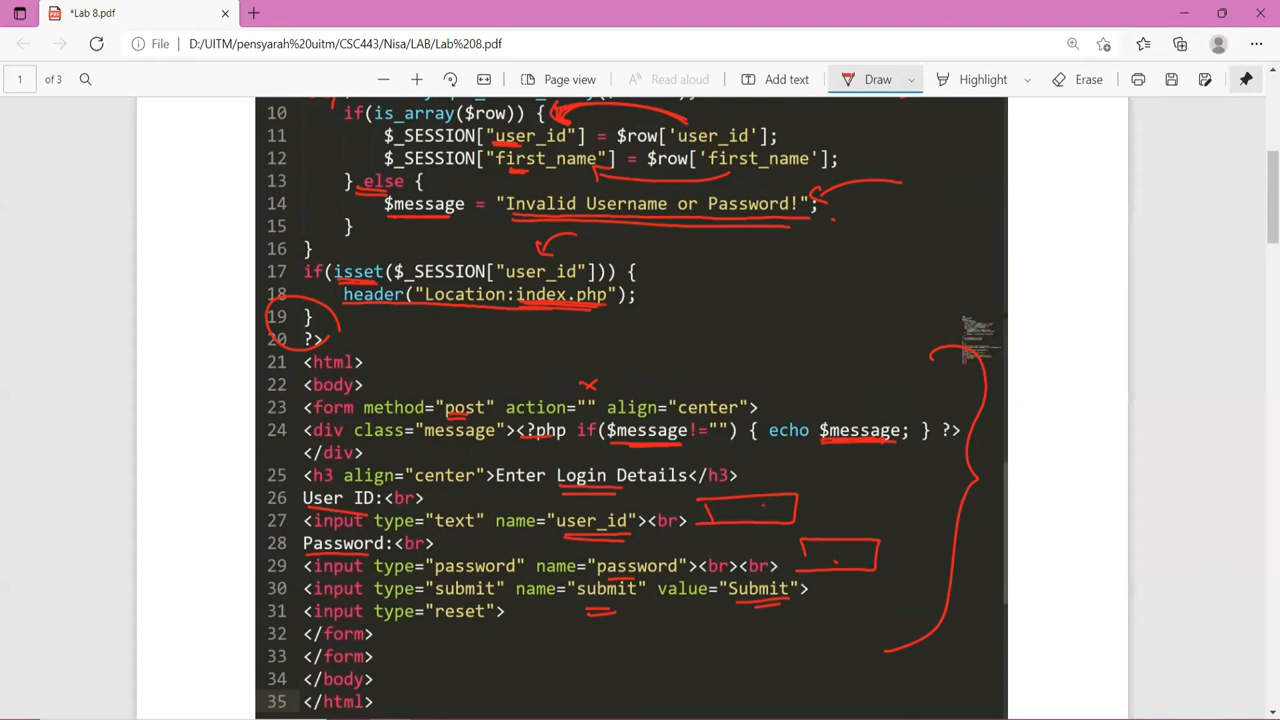 *Lab 8.pdf
File D:/UITM/pensyarah%20uitm/CSC443/Nisa/LAB/Lab%208.pdf
1 of 3 Page view Read aloud Add text Draw Highlight Erase
10 if(is_array($row)) {
11 $_SESSION["user_id"] = $row['user_id'];
12 $_SESSION["first_name"] = $row['first_name'];
13 } else {
14 $message = "Invalid Username or Password!";
15 }
16 }
17 if(isset($_SESSION["user_id"])) {
18 header("Location:index.php");
19 }
20 ?>
21 <html>
22 <body>
23 <form method="post" action="" align="center">
24 <div class="message"><?php if($message!="") { echo $message; } ?>
</div>
25 <h3 align="center">Enter Login Details</h3>
26 User ID:<br>
27 <input type="text" name="user_id"><br>
28 Password:<br>
29 <input type="password" name="password"><br><br>
30 <input type="submit" name="submit" value="Submit">
31 <input type="reset">
32 </form>
33 </form>
34 </body>
35 </html>